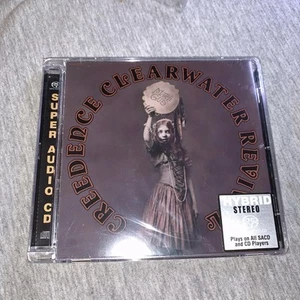 SUPER AUDIO CD
CREEDENCE CLEARWATER REVIVAL
HYBRID
STEREO
Plays on All SACD
and CD Players